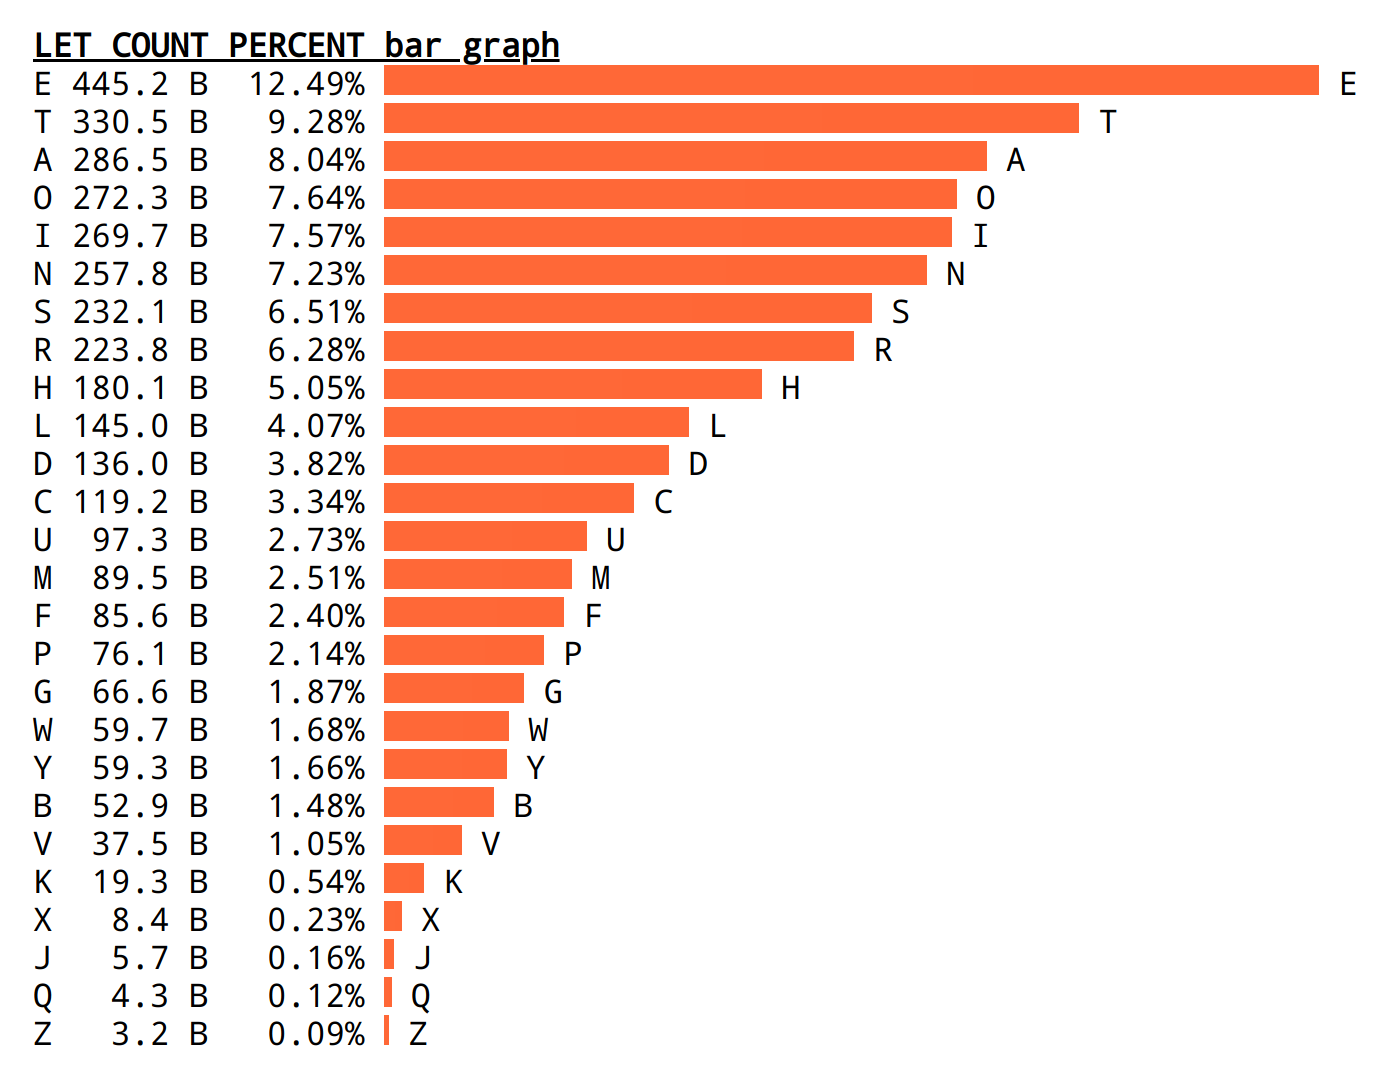 LET COUNT PERCENT bar graph
E 445.2 B 12.49% E
T 330.5 B 9.28% T
A 286.5 B 8.04% A
O 272.3 B 7.64% O
I 269.7 B 7.57% I
N 257.8 B 7.23% N
S 232.1 B 6.51% S
R 223.8 B 6.28% R
H 180.1 B 5.05% H
L 145.0 B 4.07% L
D 136.0 B 3.82% D
C 119.2 B 3.34% C
U 97.3 B 2.73% U
M 89.5 B 2.51% M
F 85.6 B 2.40% F
P 76.1 B 2.14% P
G 66.6 B 1.87% G
W 59.7 B 1.68% W
Y 59.3 B 1.66% Y
B 52.9 B 1.48% B
V 37.5 B 1.05% V
K 19.3 B 0.54% K
X 8.4 B 0.23% X
J 5.7 B 0.16% J
Q 4.3 B 0.12% Q
Z 3.2 B 0.09% Z